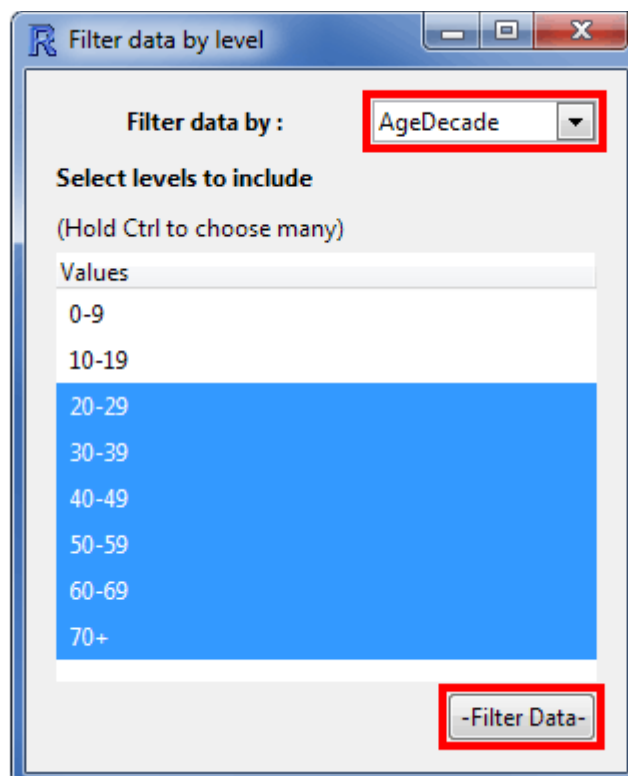 Filter data by level
Filter data by : AgeDecade
Select levels to include
(Hold Ctrl to choose many)
Values
0-9
10-19
20-29
30-39
40-49
50-59
60-69
70+
-Filter Data-